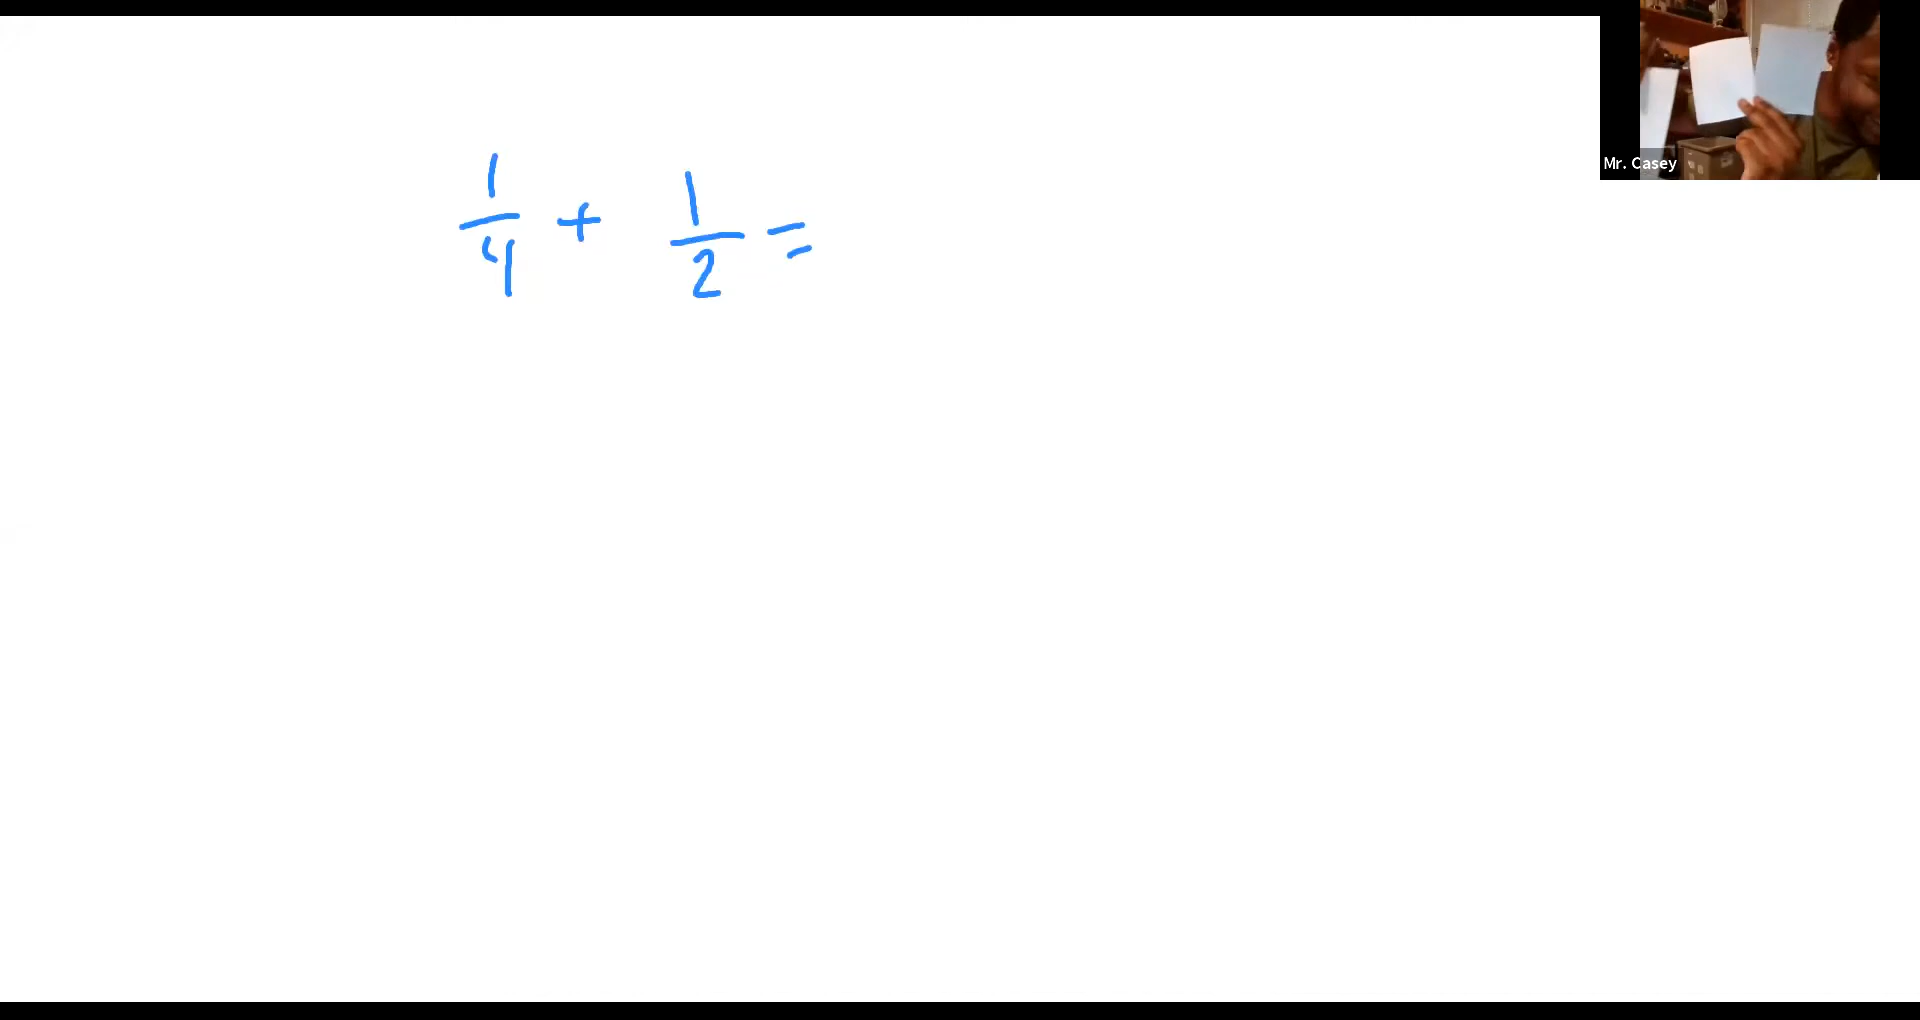 1/4 + 1/2 =
Mr. Casey